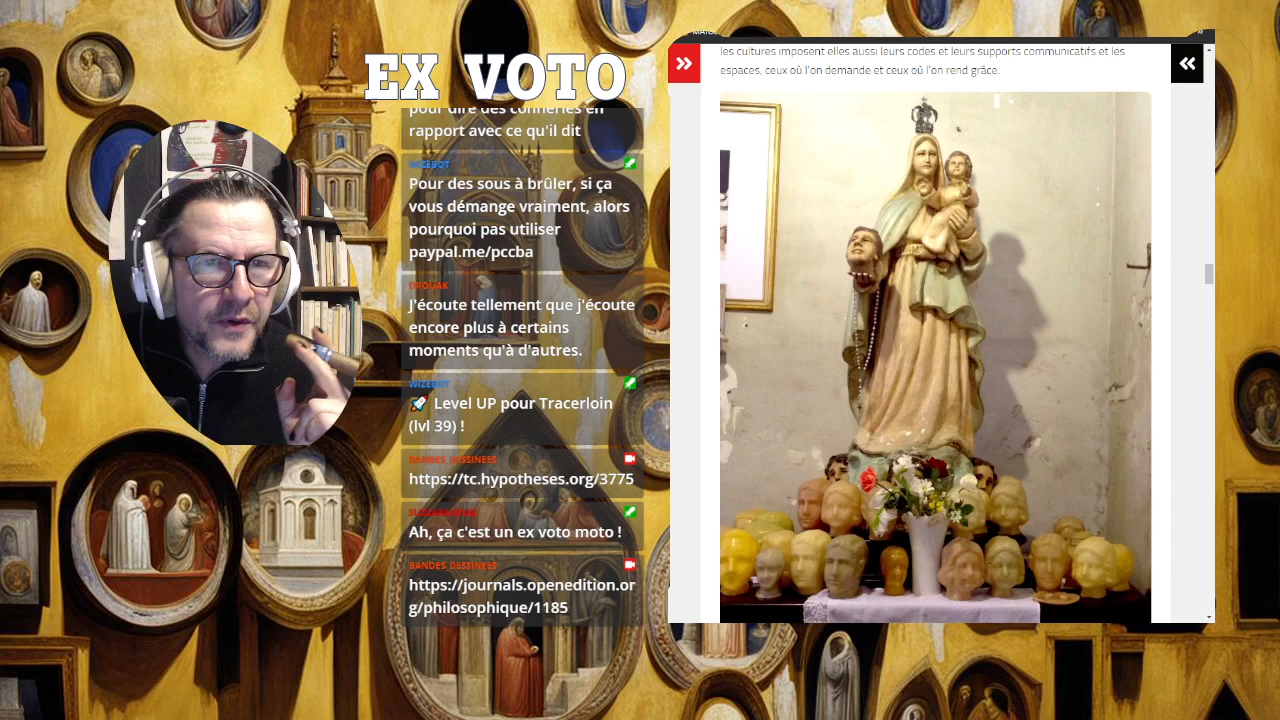 EX VOTO
pour dire des conneries en
rapport avec ce qu'il dit
WIZEBOT
Pour des sous à brûler, si ça
vous démange vraiment, alors
pourquoi pas utiliser
paypal.me/pccba
DROUAK
J'écoute tellement que j'écoute
encore plus à certains
moments qu'à d'autres.
WIZEBOT
🚀 Level UP pour Tracerloin
(lvl 39) !
BANDES_DESSINEES
https://tc.hypotheses.org/3775
Ah, ça c'est un ex voto moto !
BANDES_DESSINEES
https://journals.openedition.or
g/philosophique/1185
les cultures imposent elles aussi leurs codes et leurs supports communicatifs et les
espaces, ceux où l'on demande et ceux où l'on rend grâce.